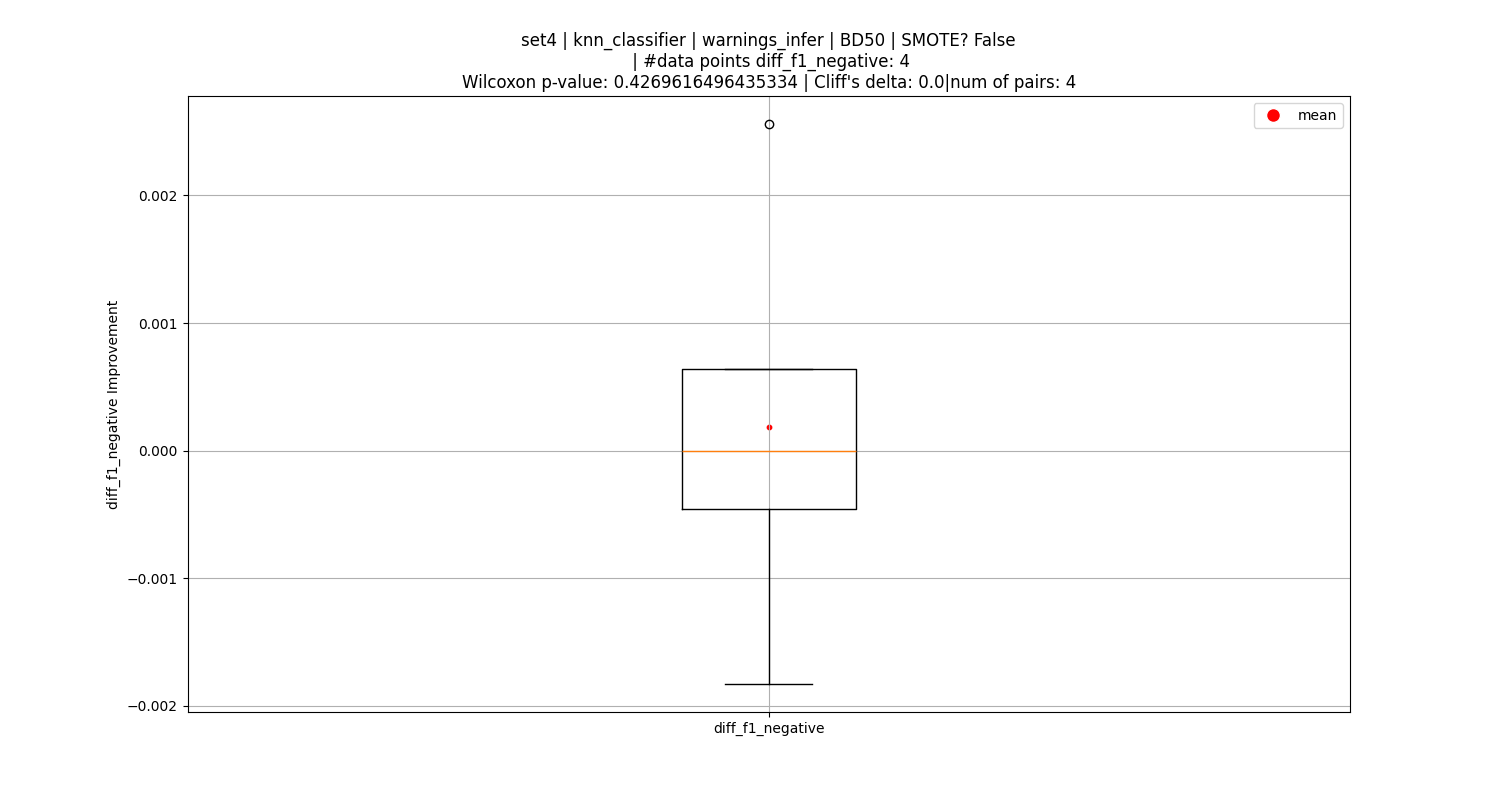 set4 | knn_classifier | warnings_infer | BD50 | SMOTE? False
| #data points diff_f1_negative: 4
Wilcoxon p-value: 0.4269616496435334 | Cliff's delta: 0.0|num of pairs: 4
mean
0.002
0.001
0.000
−0.001
−0.002
diff_f1_negative Improvement
diff_f1_negative